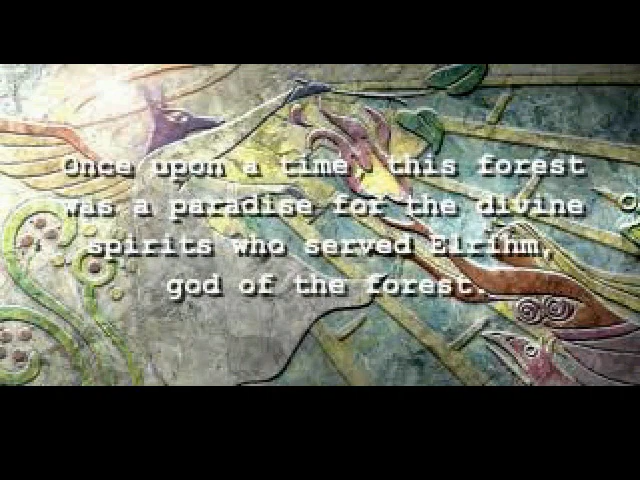 Once upon a time, this forest
was a paradise for the divine
spirits who served Elrihm,
god of the forest.